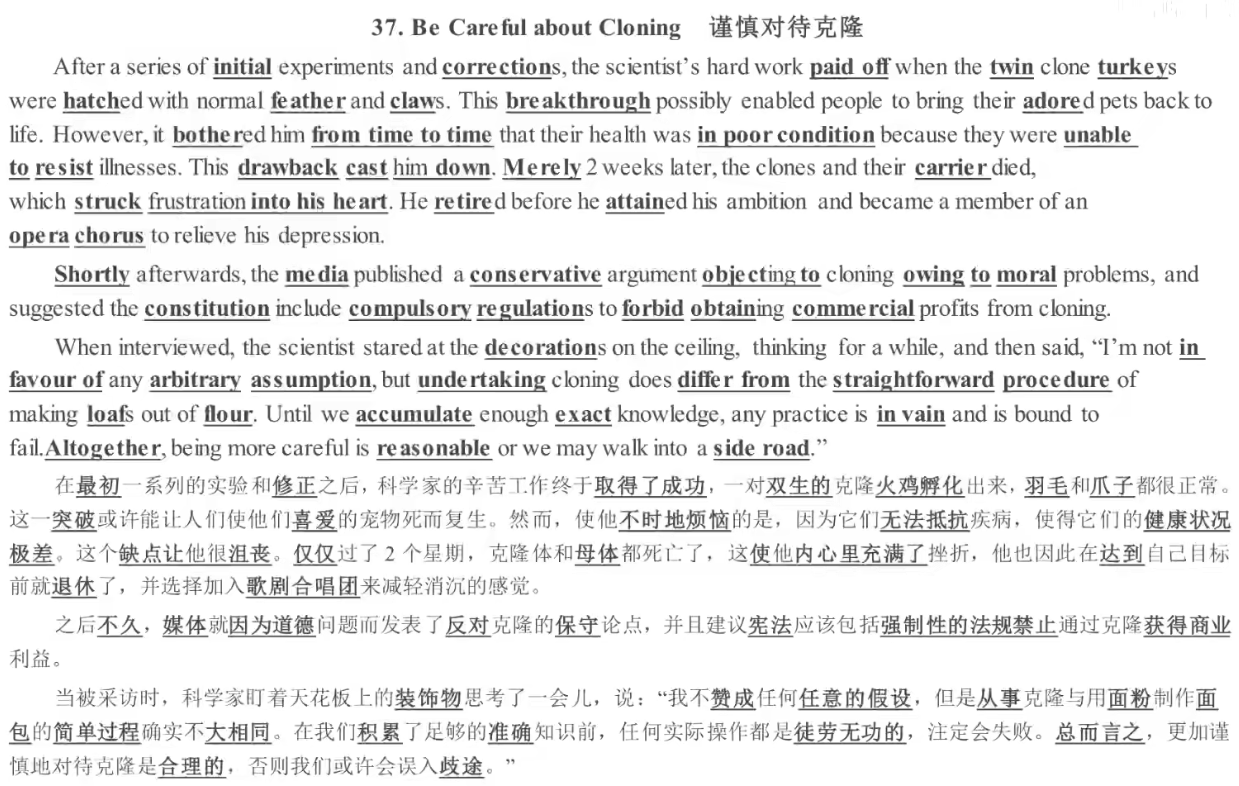 37. Be Careful about Cloning 谨慎对待克隆
After a series of initial experiments and corrections, the scientist's hard work paid off when the twin clone turkeys
were hatched with normal feather and claws. This breakthrough possibly enabled people to bring their adored pets back to
life. However, it bothered him from time to time that their health was in poor condition because they were unable
to resist illnesses. This drawback cast him down. Merely 2 weeks later, the clones and their carrier died,
which struck frustration into his heart. He retired before he attained his ambition and became a member of an
opera chorus to relieve his depression.
Shortly afterwards, the media published a conservative argument objecting to cloning owing to moral problems, and
suggested the constitution include compulsory regulations to forbid obtaining commercial profits from cloning.
When interviewed, the scientist stared at the decorations on the ceiling, thinking for a while, and then said, “I'm not in
favour of any arbitrary assumption, but undertaking cloning does differ from the straightforward procedure of
making loafs out of flour. Until we accumulate enough exact knowledge, any practice is in vain and is bound to
fail.Altogether, being more careful is reasonable or we may walk into a side road.”
在最初一系列的实验和修正之后，科学家的辛苦工作终于取得了成功，一对双生的克隆火鸡孵化出来，羽毛和爪子都很正常。
这一突破或许能让人们使他们喜爱的宠物死而复生。然而，使他不时地烦恼的是，因为它们无法抵抗疾病，使得它们的健康状况
极差。这个缺点让他很沮丧。仅仅过了 2 个星期，克隆体和母体都死亡了，这使他内心里充满了挫折，他也因此在达到自己目标
前就退休了，并选择加入歌剧合唱团来减轻消沉的感觉。
之后不久，媒体就因为道德问题而发表了反对克隆的保守论点，并且建议宪法应该包括强制性的法规禁止通过克隆获得商业
利益。
当被采访时，科学家盯着天花板上的装饰物思考了一会儿，说：“我不赞成任何任意的假设，但是从事克隆与用面粉制作面
包的简单过程确实不大相同。在我们积累了足够的准确知识前，任何实际操作都是徒劳无功的，注定会失败。总而言之，更加谨
慎地对待克隆是合理的，否则我们或许会误入歧途。”